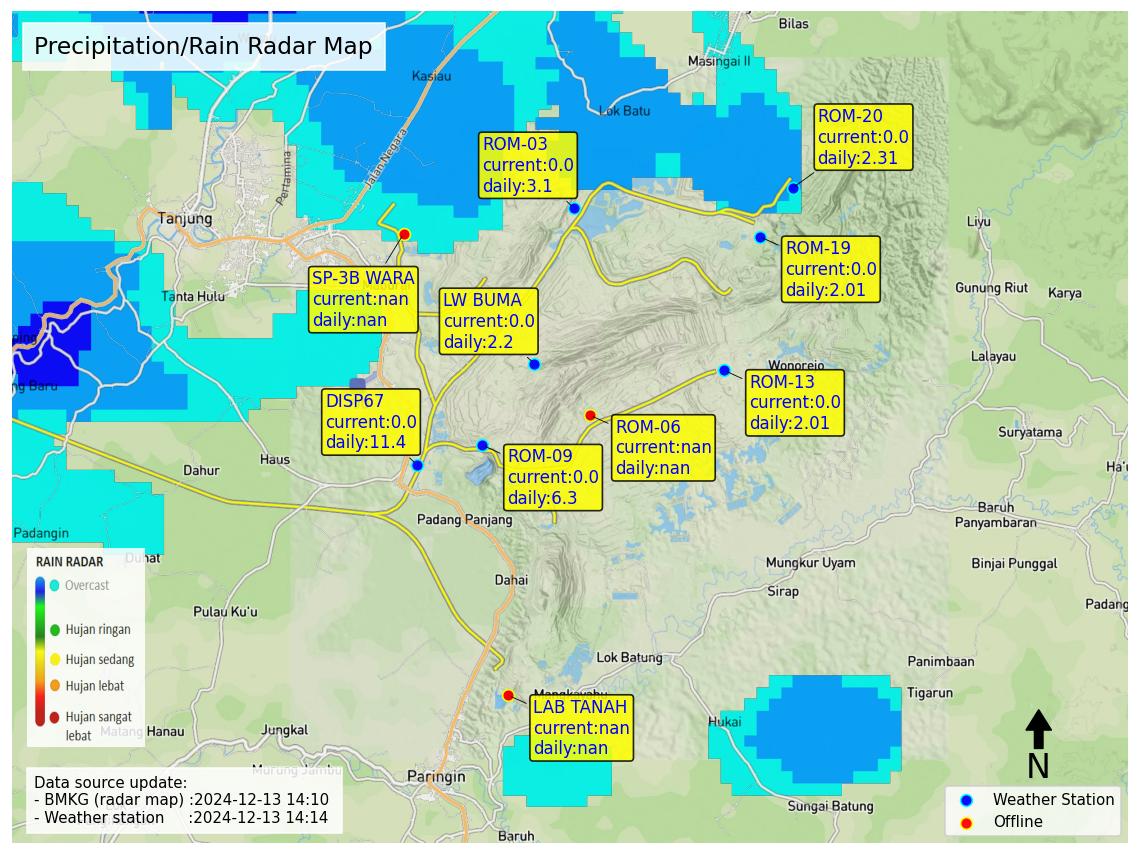 Precipitation/Rain Radar Map
Bilas
Masingai II
Kasiau
Lok Batu
Jalan Negara
Pertamina
Tanjung
Tanta Hulu
ROM-20
current:0.0
daily:2.31
ROM-03
current:0.0
daily:3.1
ROM-19
current:0.0
daily:2.01
SP-3B WARA
current:nan
daily:nan
LW BUMA
current:0.0
daily:2.2
Liyu
Gunung Riut
Karya
Lalayau
Wonorejo
ROM-13
current:0.0
daily:2.01
DISP67
current:0.0
daily:11.4
ROM-06
current:nan
daily:nan
ROM-09
current:0.0
daily:6.3
ng Baru
Suryatama
Ha'u
Haus
Dahur
Padang Panjang
Baruh
Panyambaran
Padangin
Duhat
Mungkur Uyam
Binjai Punggal
Dahai
Sirap
Padang
Pulau Ku'u
Lok Batung
Panimbaan
Tigarun
Mangkayahu
LAB TANAH
current:nan
daily:nan
Hukai
RAIN RADAR
Overcast
Hujan ringan
Hujan sedang
Hujan lebat
Hujan sangat
lebat
Matang Hanau
Jungkal
Murung Jambu
Paringin
Baruh
Sungai Batung
Data source update:
- BMKG (radar map) :2024-12-13 14:10
- Weather station :2024-12-13 14:14
N
Weather Station
Offline